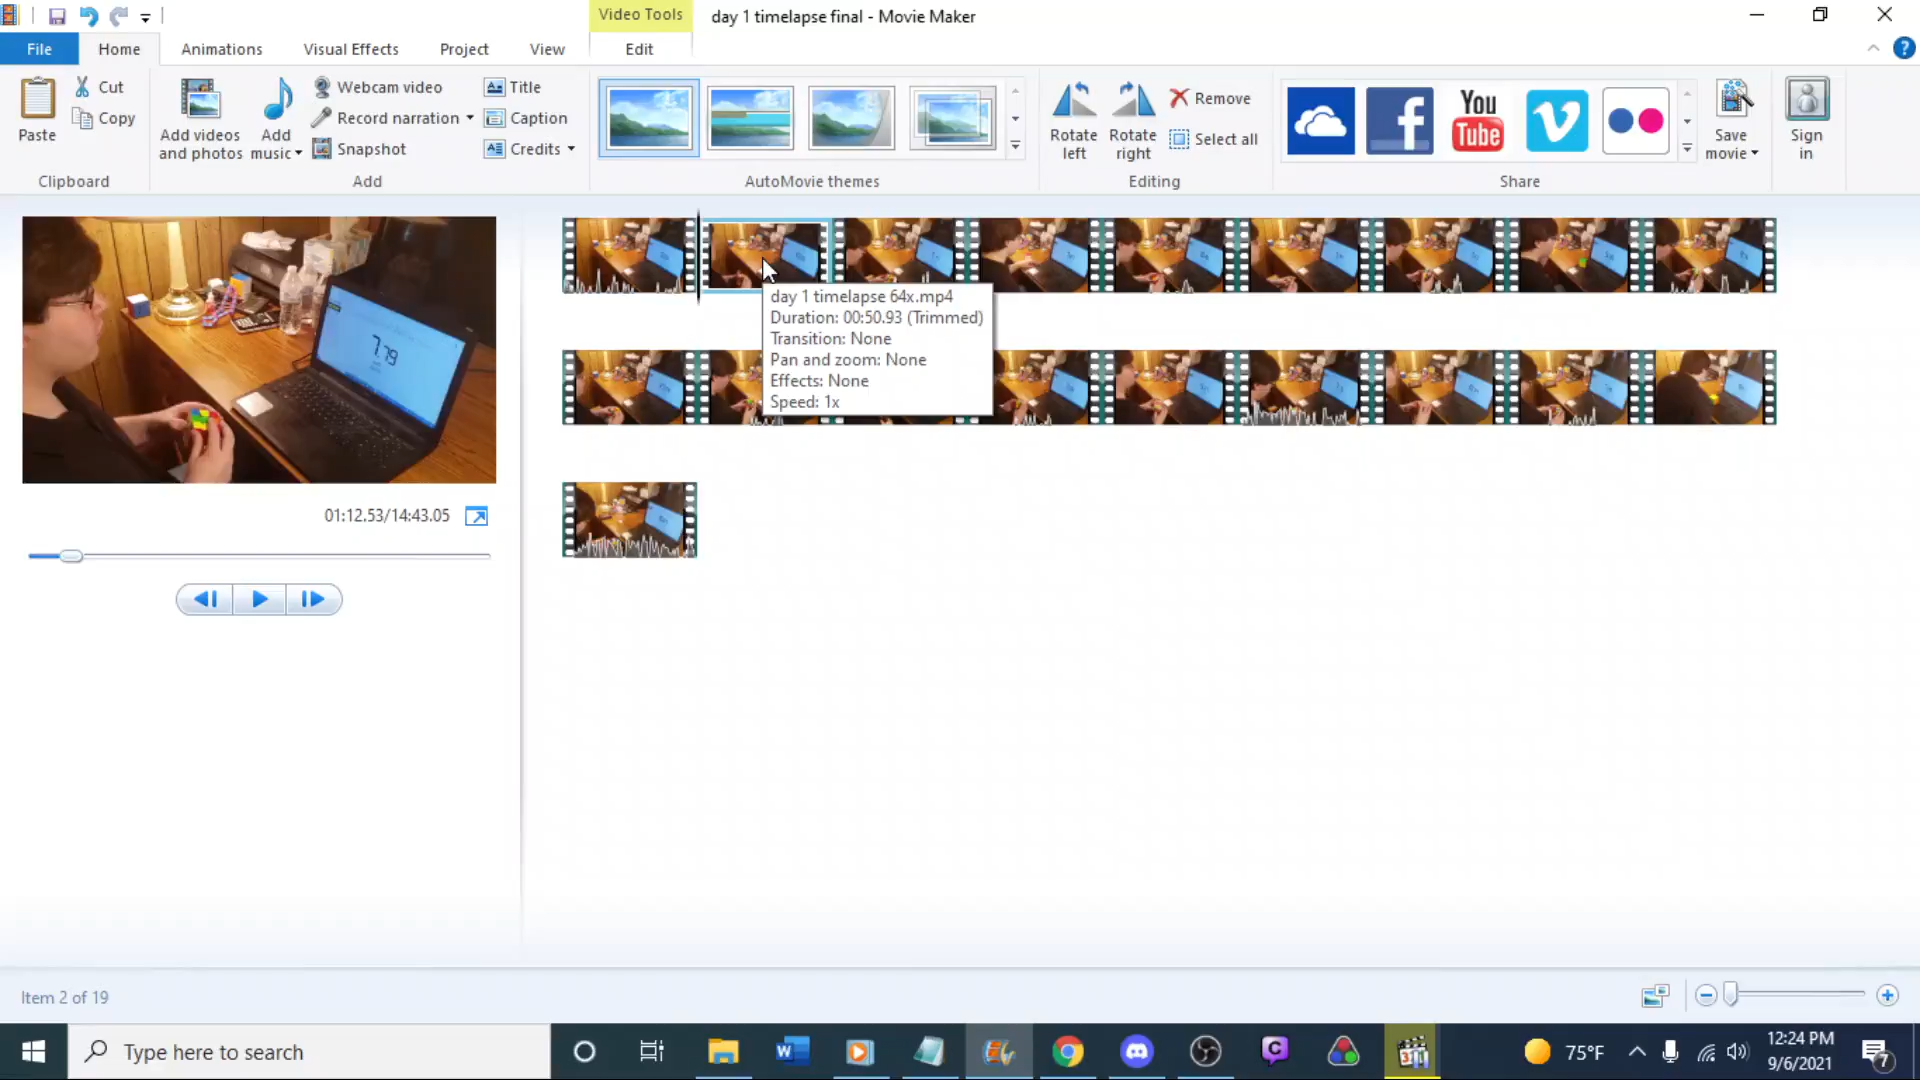 Video Tools
day 1 timelapse final - Movie Maker
File
Home
Animations
Visual Effects
Project
View
Edit
Paste
Cut
Copy
Clipboard
Add videos
and photos
Add
music
Webcam video
Record narration
Snapshot
Title
Caption
Credits
Add
AutoMovie themes
Rotate
left
Rotate
right
Remove
Select all
Editing
You
Tube
Share
Save
movie
Sign
in
7.79
01:12.53/14:43.05
day 1 timelapse 64x.mp4
Duration: 00:50.93 (Trimmed)
Transition: None
Pan and zoom: None
Effects: None
Speed: 1x
Item 2 of 19
Type here to search
75°F
12:24 PM
9/6/2021
7